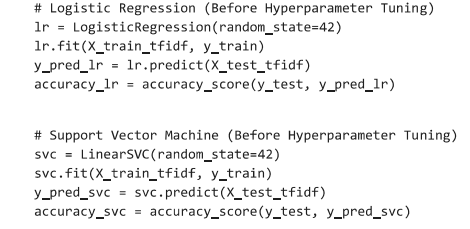 # Logistic Regression (Before Hyperparameter Tuning)
lr = LogisticRegression(random_state=42)
lr.fit(X_train_tfidf, y_train)
y_pred_lr = lr.predict(X_test_tfidf)
accuracy_lr = accuracy_score(y_test, y_pred_lr)
# Support Vector Machine (Before Hyperparameter Tuning)
svc = LinearSVC(random_state=42)
svc.fit(X_train_tfidf, y_train)
y_pred_svc = svc.predict(X_test_tfidf)
accuracy_svc = accuracy_score(y_test, y_pred_svc)